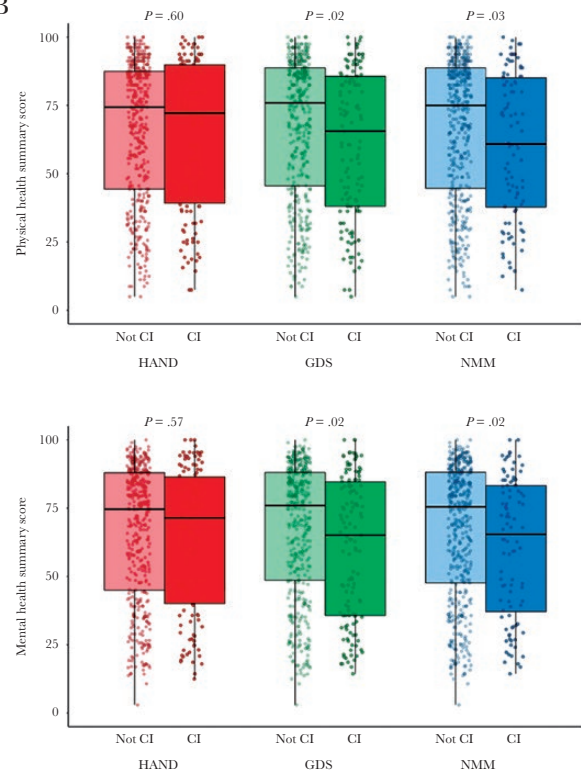 B
P = .60 P = .02 P = .03
100
75
50
25
0
Physical health summary score
Not CI CI Not CI CI Not CI CI
HAND GDS NMM
P = .57 P = .02 P = .02
100
75
50
25
0
Mental health summary score
Not CI CI Not CI CI Not CI CI
HAND GDS NMM